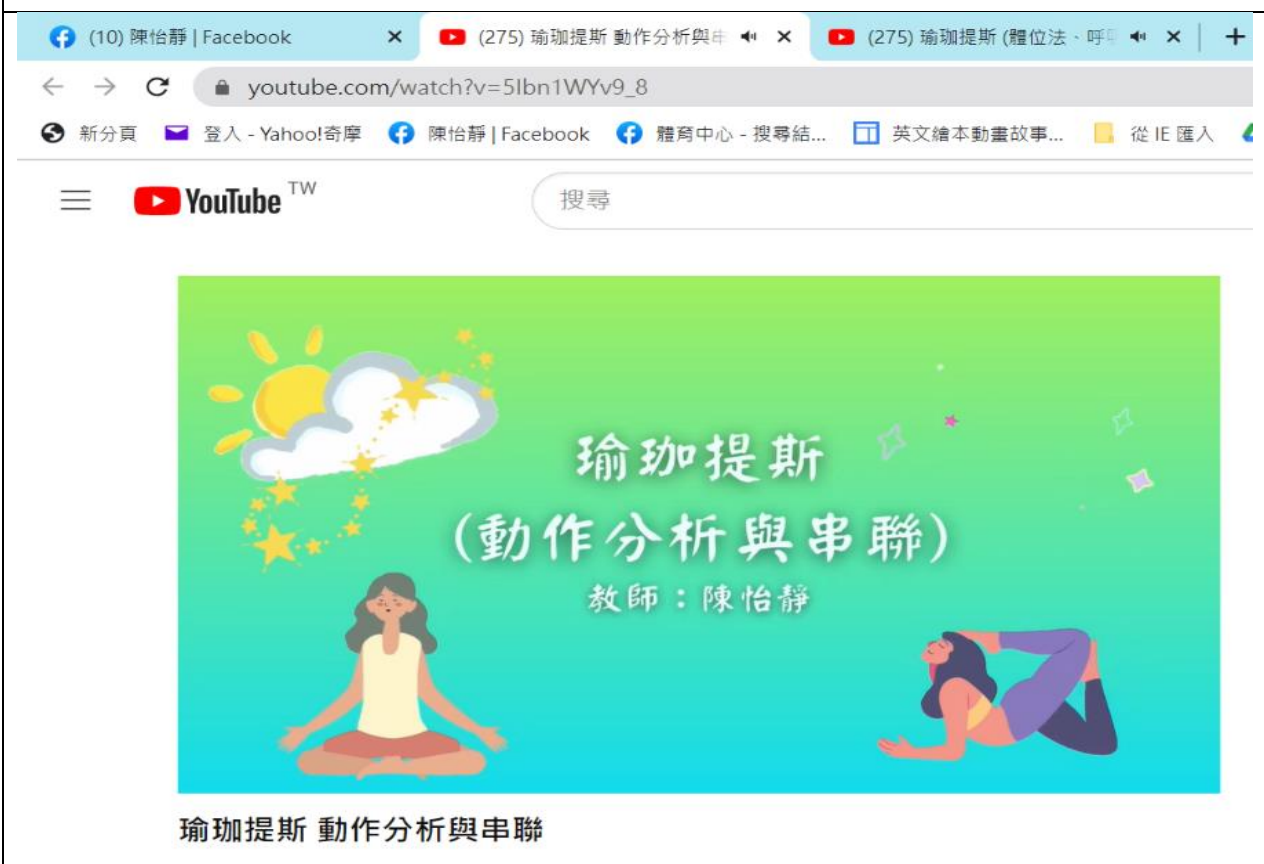 (10) 陳怡靜 | Facebook
(275) 瑜珈提斯 動作分析與串
(275) 瑜珈提斯 (體位法、呼
youtube.com/watch?v=5Ibn1WYv9_8
新分頁
登入 - Yahoo!奇摩
陳怡靜 | Facebook
體育中心 - 搜尋結...
英文繪本動畫故事...
從 IE 匯入
YouTube TW
搜尋
瑜珈提斯
(動作分析與串聯)
教師：陳怡靜
瑜珈提斯 動作分析與串聯